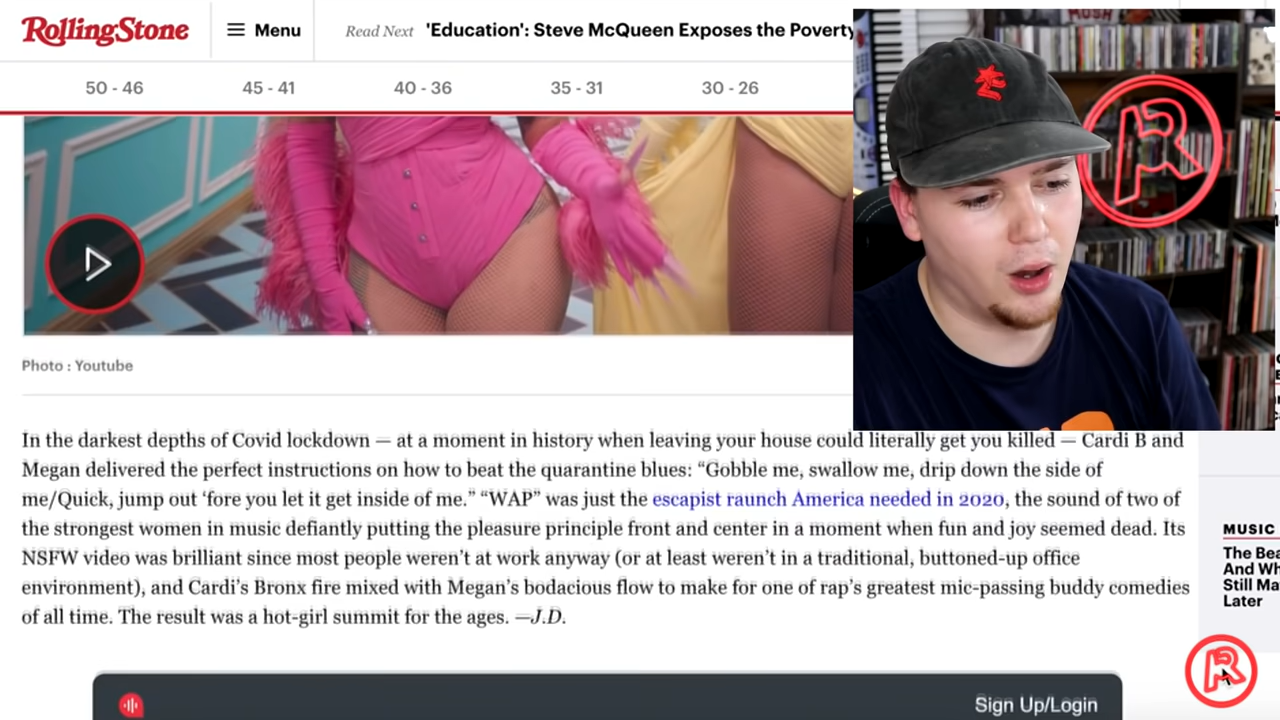 RollingStone
Menu
Read Next 'Education': Steve McQueen Exposes the Poverty
50 - 46
45 - 41
40 - 36
35 - 31
30 - 26
Photo : Youtube
In the darkest depths of Covid lockdown — at a moment in history when leaving your house could literally get you killed — Cardi B and
Megan delivered the perfect instructions on how to beat the quarantine blues: “Gobble me, swallow me, drip down the side of
me/Quick, jump out ‘fore you let it get inside of me.” “WAP” was just the escapist raunch America needed in 2020, the sound of two of
the strongest women in music defiantly putting the pleasure principle front and center in a moment when fun and joy seemed dead. Its
NSFW video was brilliant since most people weren’t at work anyway (or at least weren’t in a traditional, buttoned-up office
environment), and Cardi’s Bronx fire mixed with Megan’s bodacious flow to make for one of rap’s greatest mic-passing buddy comedies
of all time. The result was a hot-girl summit for the ages. —J.D.
MUSIC
The Bea
And Wh
Still Ma
Later
Sign Up/Login
R
R